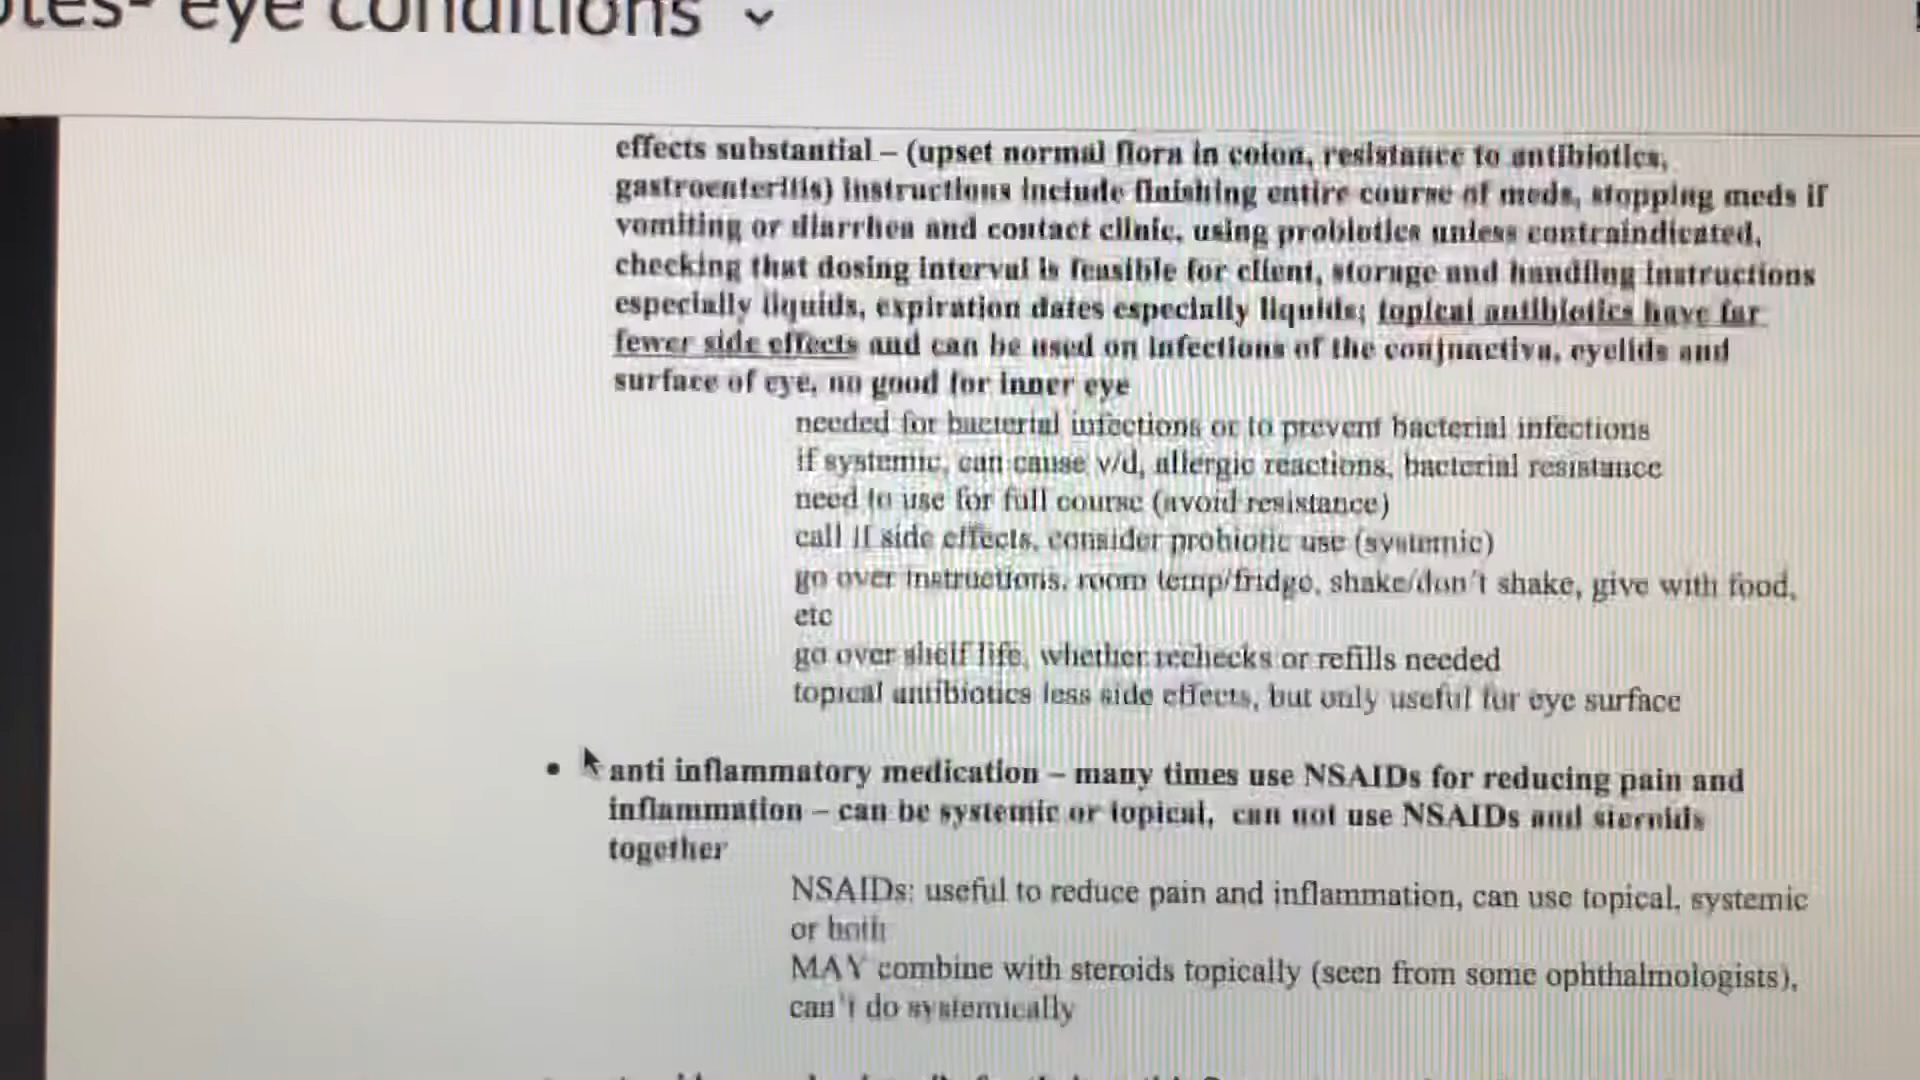 otes- eye conditions
effects substantial – (upset normal flora in colon, resistance to antibiotics,
gastroenteritis) instructions include finishing entire course of meds, stopping meds if
vomiting or diarrhea and contact clinic, using probiotics unless contraindicated,
checking that dosing interval is feasible for client, storage and handling instructions
especially liquids, expiration dates especially liquids; topical antibiotics have far
fewer side effects and can be used on infections of the conjunctiva, eyelids and
surface of eye, no good for inner eye
needed for bacterial infections or to prevent bacterial infections
if systemic, can cause v/d, allergic reactions, bacterial resistance
need to use for full course (avoid resistance)
call if side effects, consider probiotic use (systemic)
go over instructions, room temp/fridge, shake/don't shake, give with food,
etc
go over shelf life, whether rechecks or refills needed
topical antibiotics less side effects, but only useful for eye surface
• anti inflammatory medication – many times use NSAIDs for reducing pain and
inflammation – can be systemic or topical, can not use NSAIDs and steroids
together
NSAIDs: useful to reduce pain and inflammation, can use topical, systemic
or both
MAY combine with steroids topically (seen from some ophthalmologists),
can't do systemically